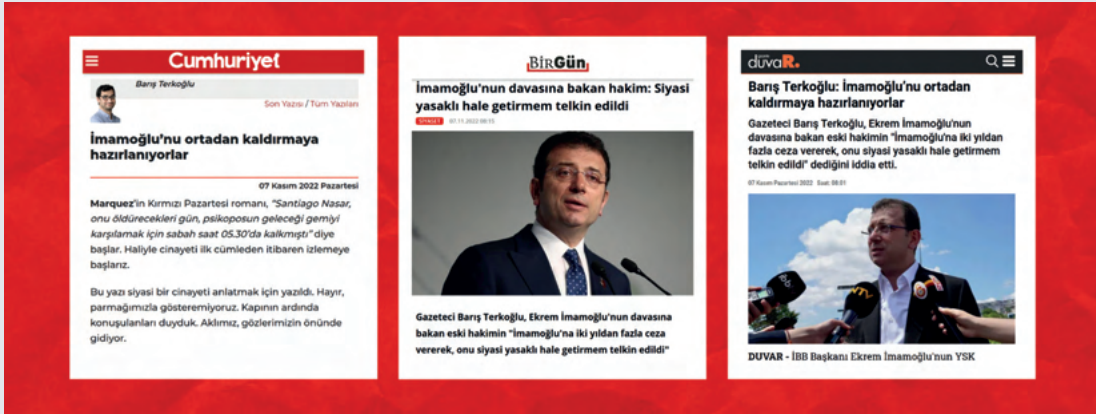 Cumhuriyet
Barış Terkoğlu
Son Yazısı / Tüm Yazıları
İmamoğlu'nu ortadan kaldırmaya
hazırlanıyorlar
07 Kasım 2022 Pazartesi
Marquez'in Kırmızı Pazartesi romanı, "Santiago Nasar,
onu öldürecekleri gün, psikoposun geleceği gemiyi
karşılamak için sabah saat 05.30'da kalkmıştı" diye
başlar. Haliyle cinayeti ilk cümleden itibaren izlemeye
başlarız.
Bu yazı siyasi bir cinayeti anlatmak için yazıldı. Hayır,
parmağımızla gösteremiyoruz. Kapının ardında
konuşulanları duyduk. Aklımız, gözlerimizin önünde
gidiyor.
BirGün
İmamoğlu'nun davasına bakan hakim: Siyasi
yasaklı hale getirmem telkin edildi
SİYASET 07.11.2022 08:15
Gazeteci Barış Terkoğlu, Ekrem İmamoğlu'nun davasına
bakan eski hakimin "İmamoğlu'na iki yıldan fazla ceza
vererek, onu siyasi yasaklı hale getirmem telkin edildi"
duvaR.
Barış Terkoğlu: İmamoğlu'nu ortadan
kaldırmaya hazırlanıyorlar
Gazeteci Barış Terkoğlu, Ekrem İmamoğlu'nun
davasına bakan eski hakimin "İmamoğlu'na iki yıldan
fazla ceza vererek, onu siyasi yasaklı hale getirmem
telkin edildi" dediğini iddia etti.
07 Kasım Pazartesi 2022 Saat: 08:01
NTV
DUVAR - İBB Başkanı Ekrem İmamoğlu'nun YSK